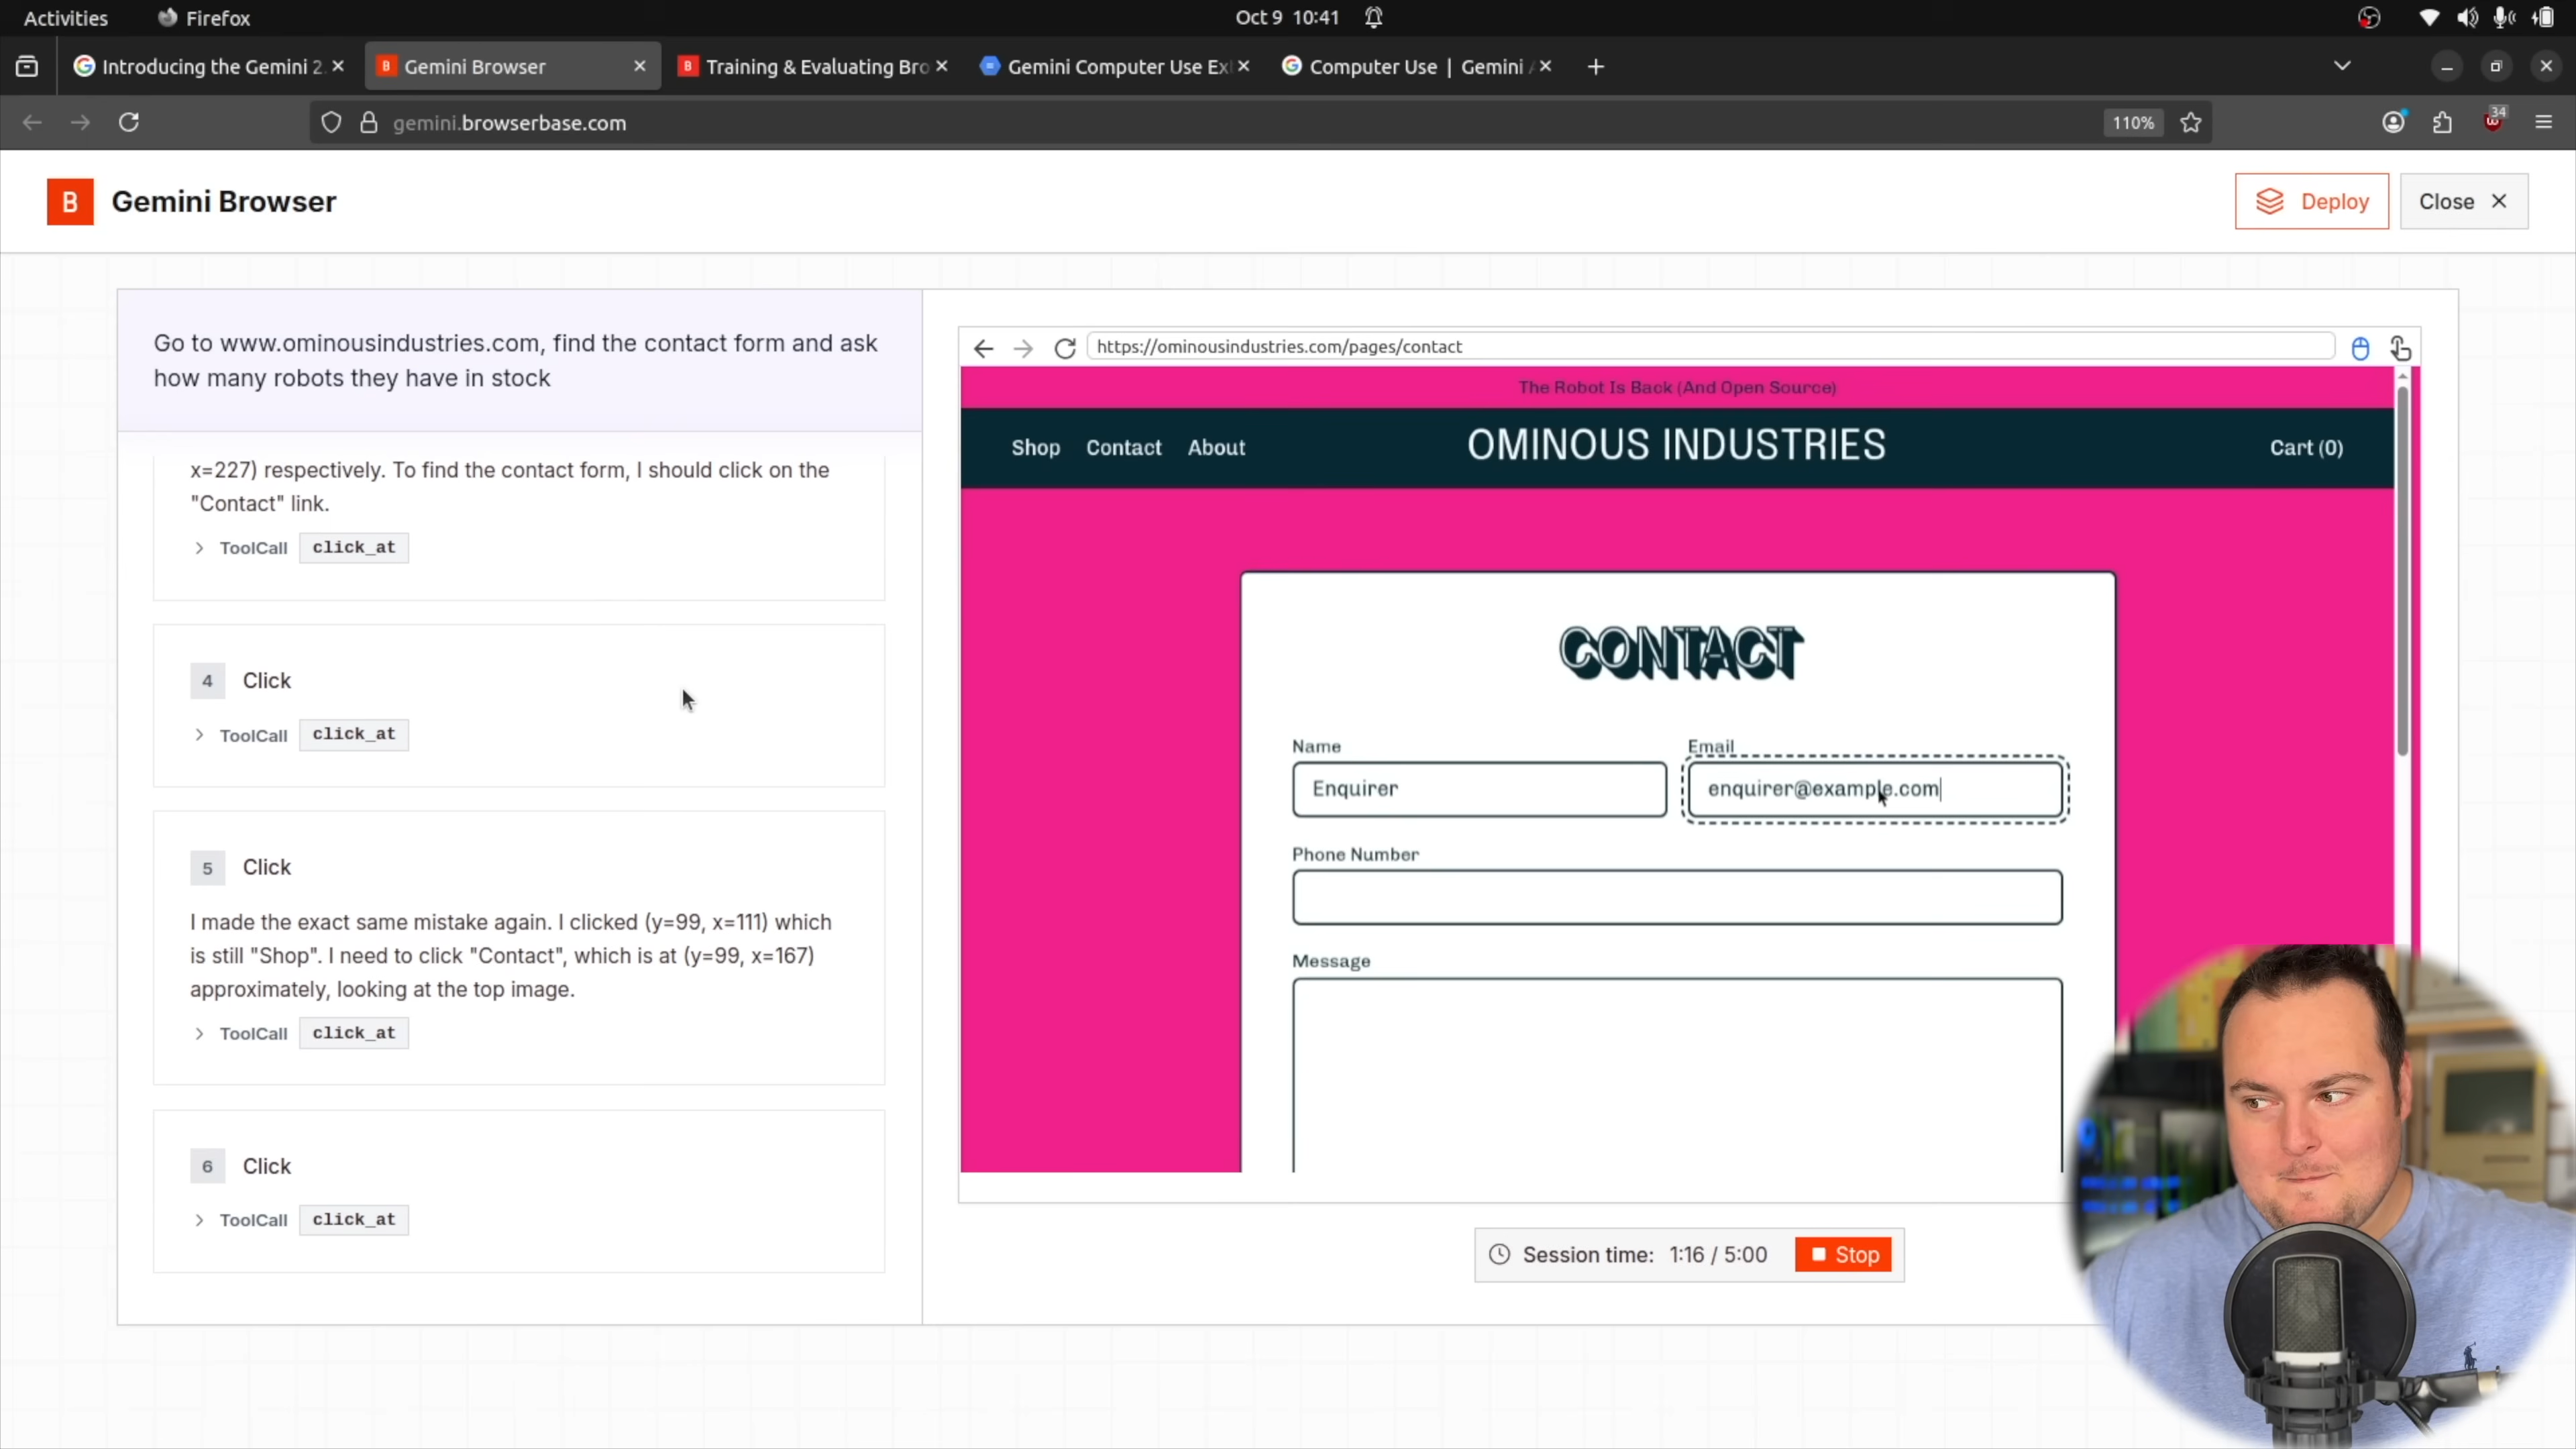 Activities
Firefox
Oct 9 10:41
Introducing the Gemini 2
Gemini Browser
Training & Evaluating Bro
Gemini Computer Use Ex
Computer Use | Gemini
gemini.browserbase.com
110%
34
B
Gemini Browser
Deploy
Close
Go to www.ominousindustries.com, find the contact form and ask
how many robots they have in stock
x=227) respectively. To find the contact form, I should click on the
"Contact" link.
ToolCall click_at
4 Click
ToolCall click_at
5 Click
I made the exact same mistake again. I clicked (y=99, x=111) which
is still "Shop". I need to click "Contact", which is at (y=99, x=167)
approximately, looking at the top image.
ToolCall click_at
6 Click
ToolCall click_at
https://ominousindustries.com/pages/contact
The Robot Is Back (And Open Source)
Shop Contact About
OMINOUS INDUSTRIES
Cart (0)
CONTACT
Name
Enquirer
Email
enquirer@example.com
Phone Number
Message
Session time: 1:16 / 5:00
Stop